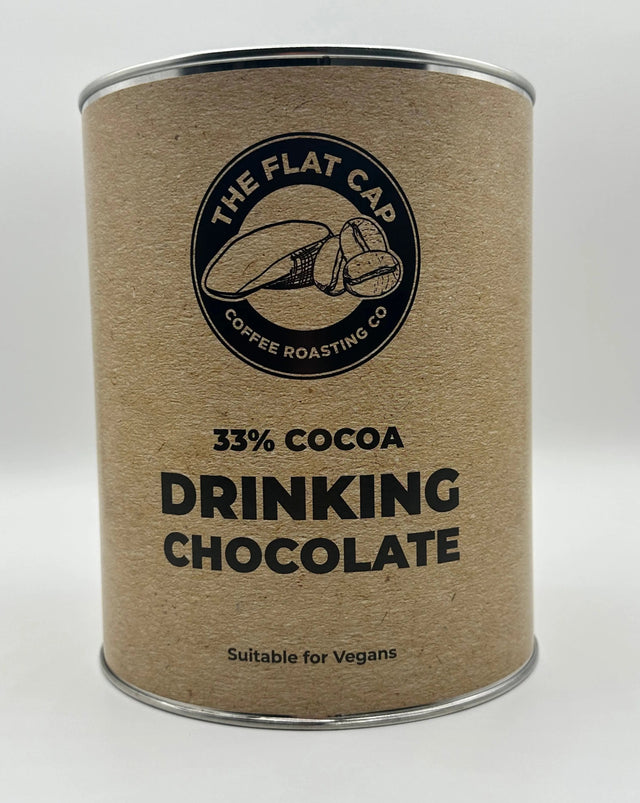 THE FLAT CAP
COFFEE ROASTING CO
33% COCOA
DRINKING
CHOCOLATE
Suitable for Vegans